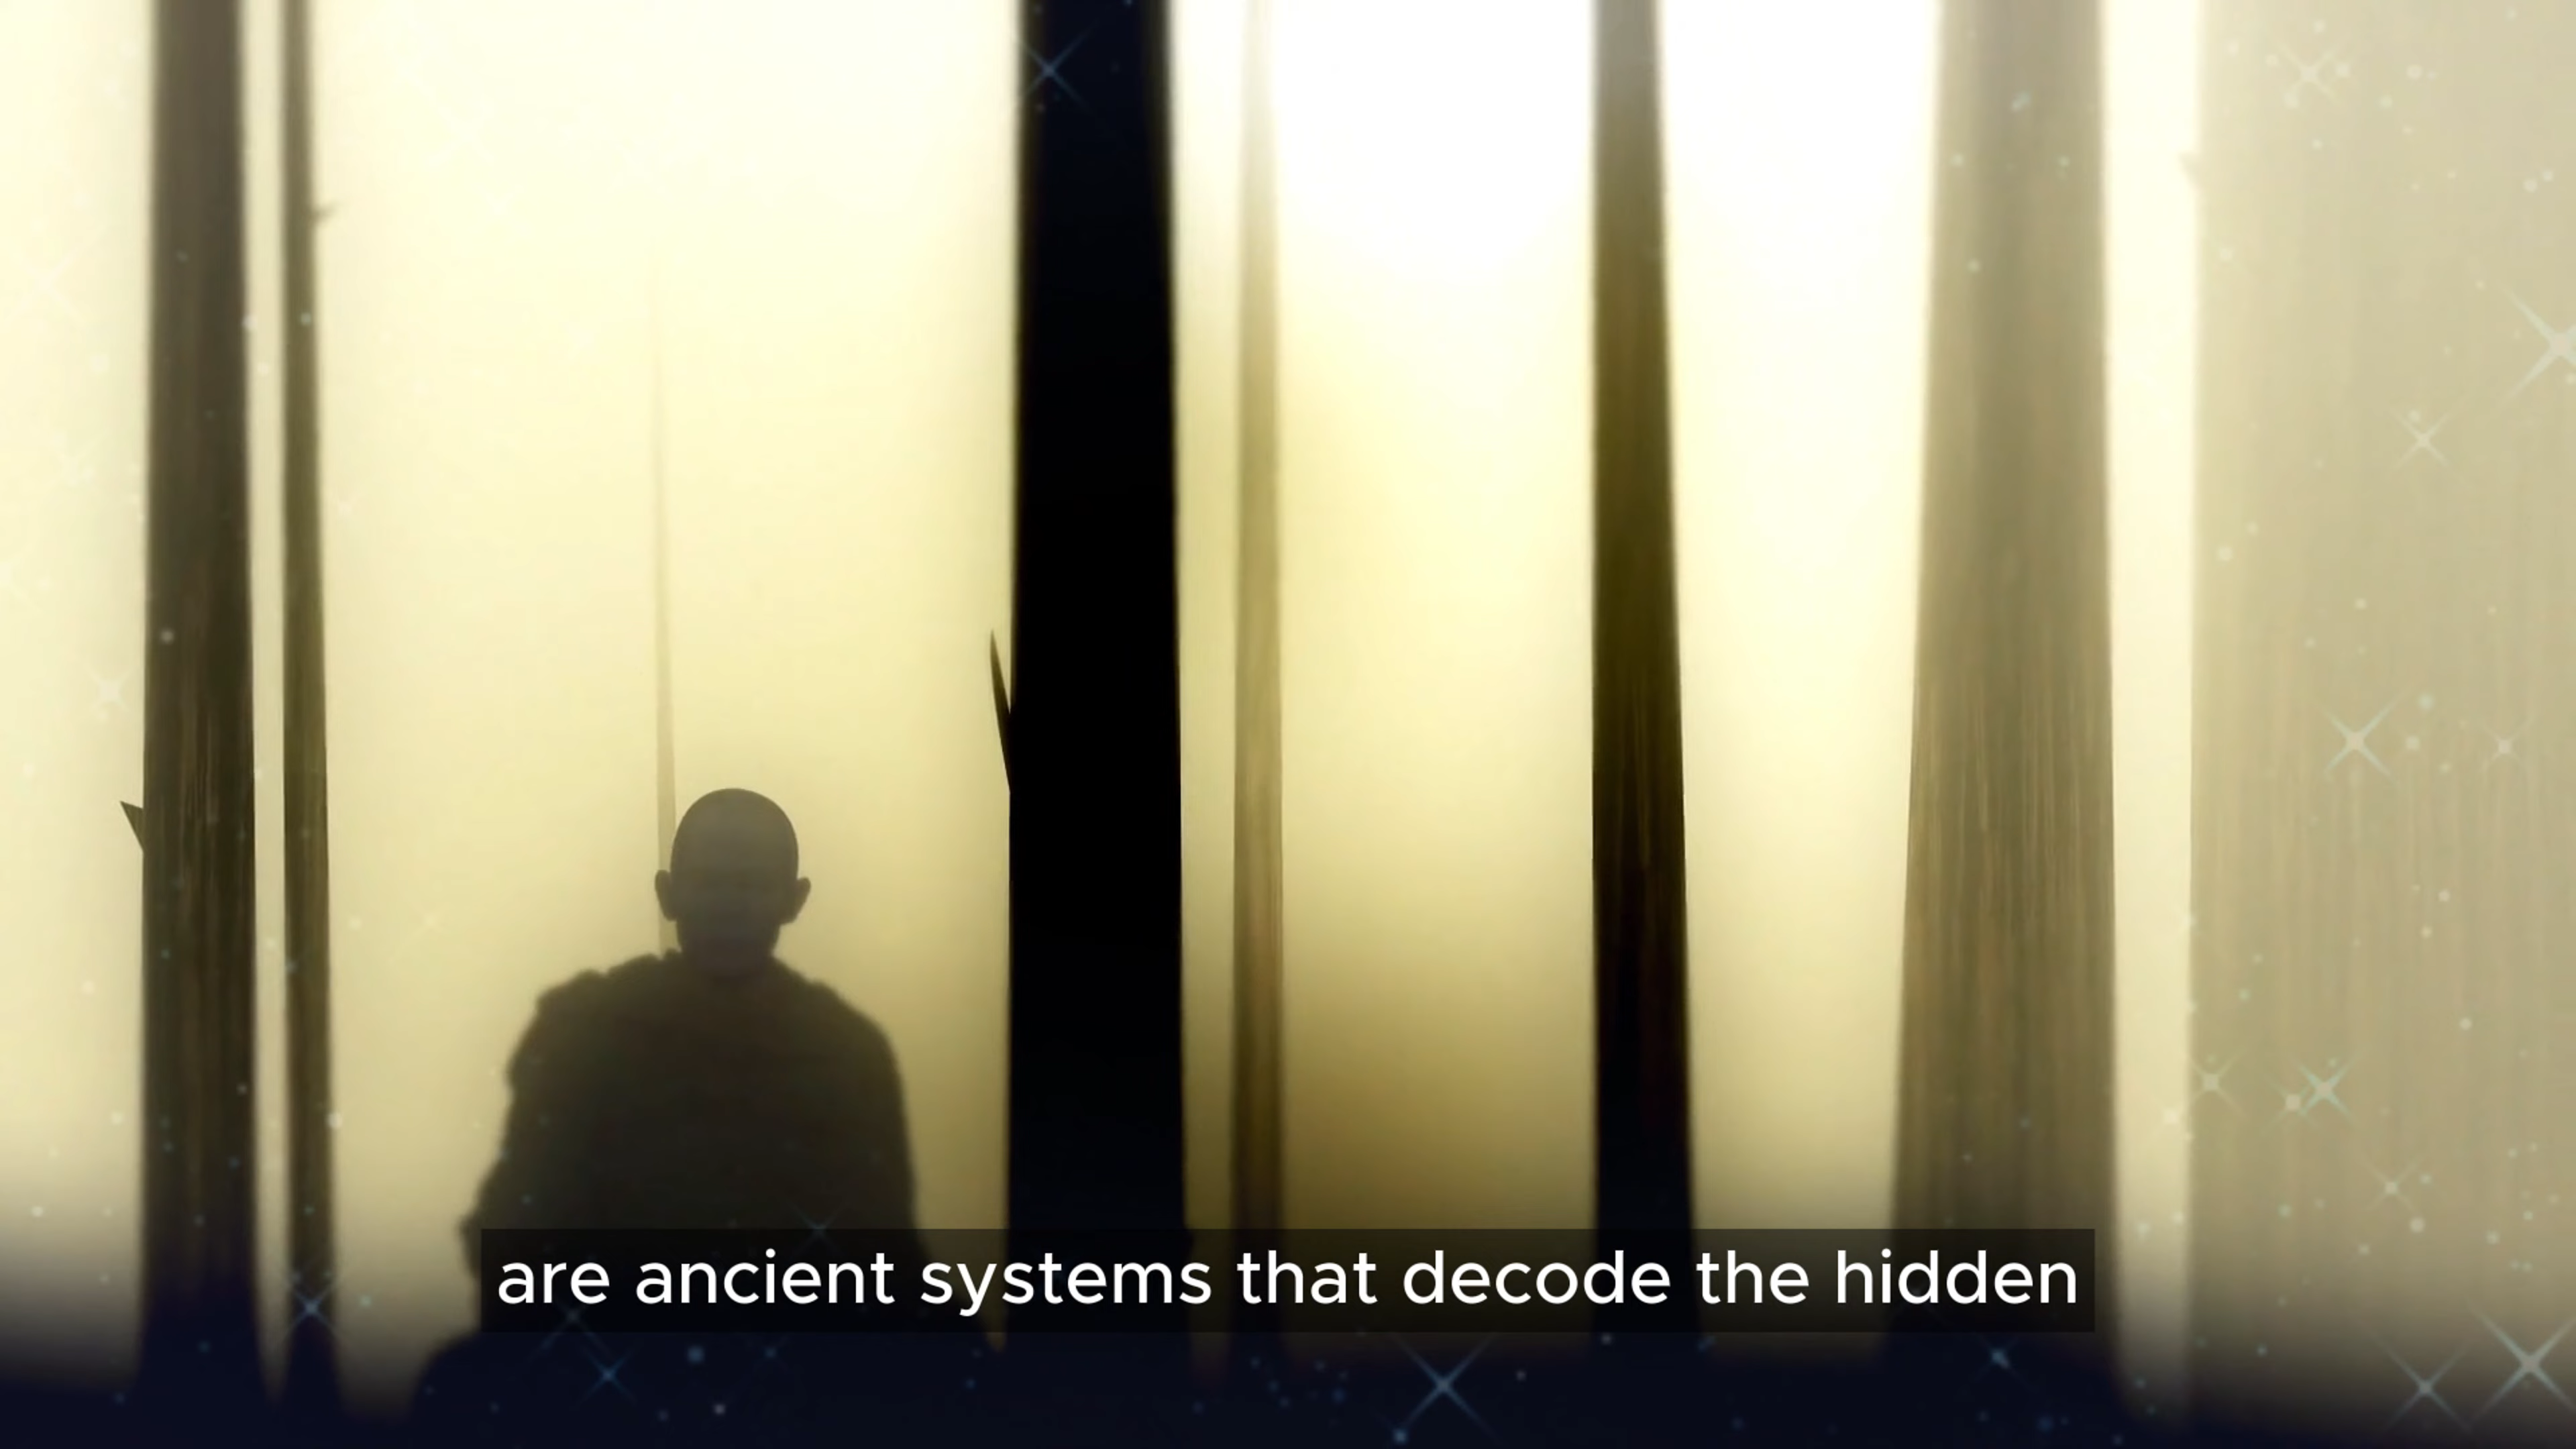 are ancient systems that decode the hidden